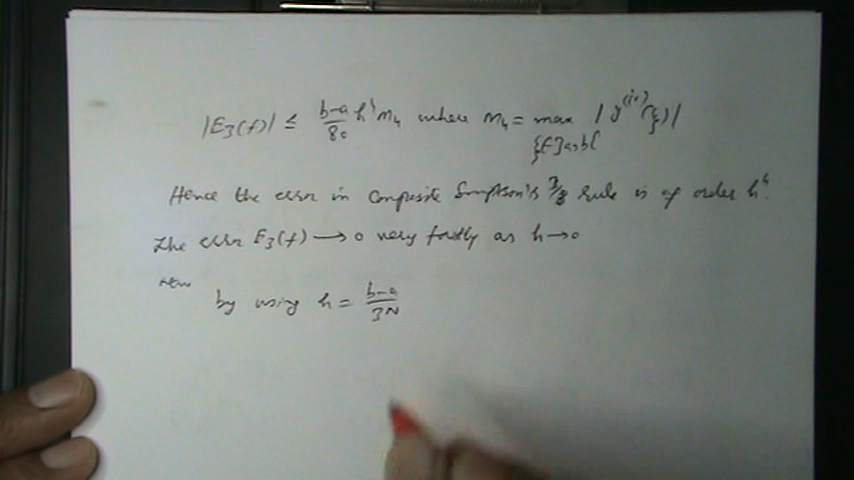 |E₃(f)| ≤ (b-a)/80 h⁴ M₄ where M₄ = max |f^(iv)(ξ)|
ξ∈]a,b[
Hence the error in composite Simpson's 3/8 rule is of order h⁴.
The error E₃(f) → 0 very fastly as h → 0
Now
by using h = (b-a)/3N